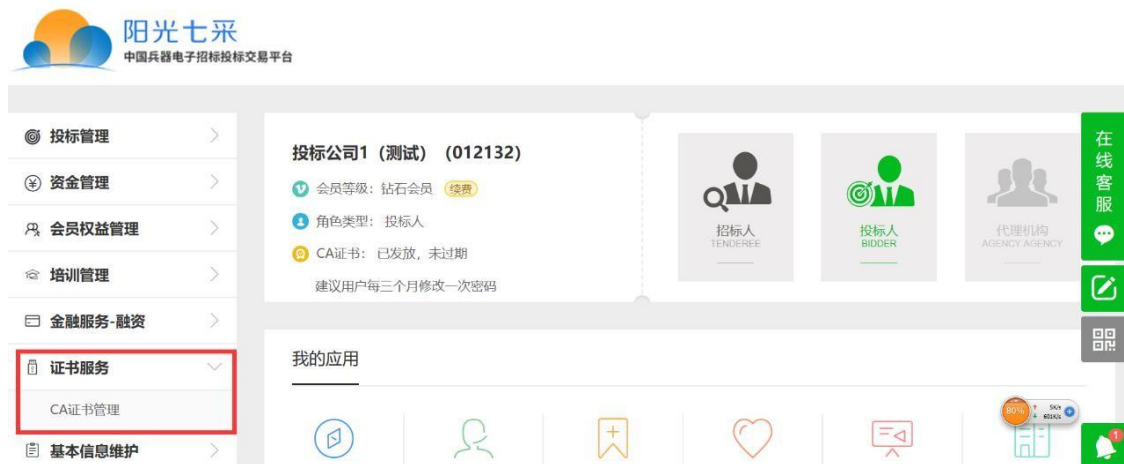 阳光七采
中国兵器电子招标投标交易平台
投标管理
资金管理
会员权益管理
培训管理
金融服务-融资
证书服务
CA证书管理
基本信息维护
投标公司1（测试）（012132）
会员等级：钻石会员 续费
角色类型：投标人
CA证书：已发放，未过期
建议用户每三个月修改一次密码
招标人
TENDEREE
投标人
BIDDER
代理机构
AGENCY AGENCY
我的应用
在线客服
80%
5K/s
601K/s
1